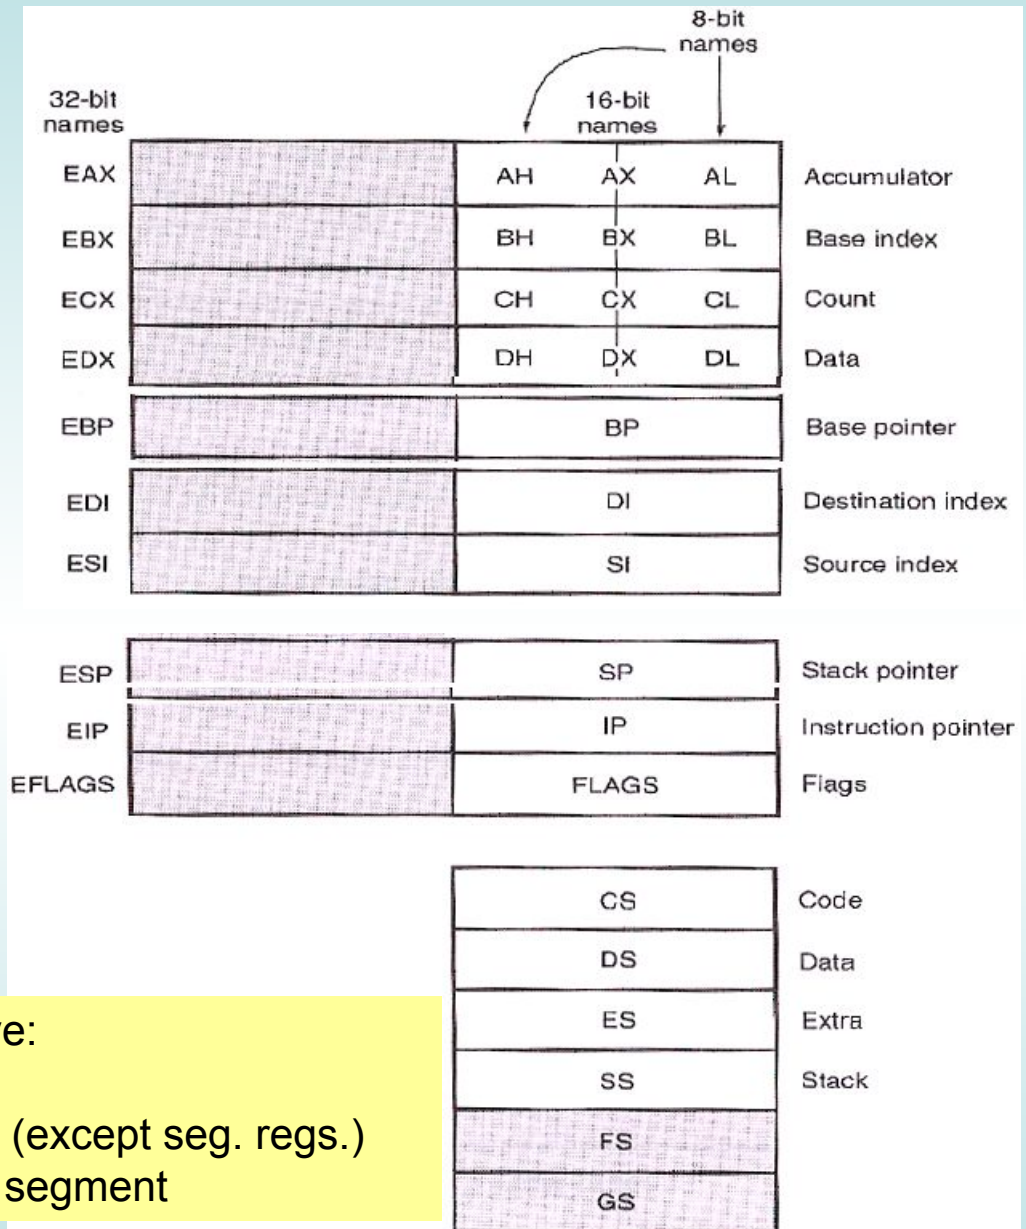 8-bit
names
32-bit
names
16-bit
names
EAX AH AX AL Accumulator
EBX BH BX BL Base index
ECX CH CX CL Count
EDX DH DX DL Data
EBP BP Base pointer
EDI DI Destination index
ESI SI Source index
ESP SP Stack pointer
EIP IP Instruction pointer
EFLAGS FLAGS Flags
CS Code
DS Data
ES Extra
SS Stack
FS
GS
(except seg. regs.)
segment